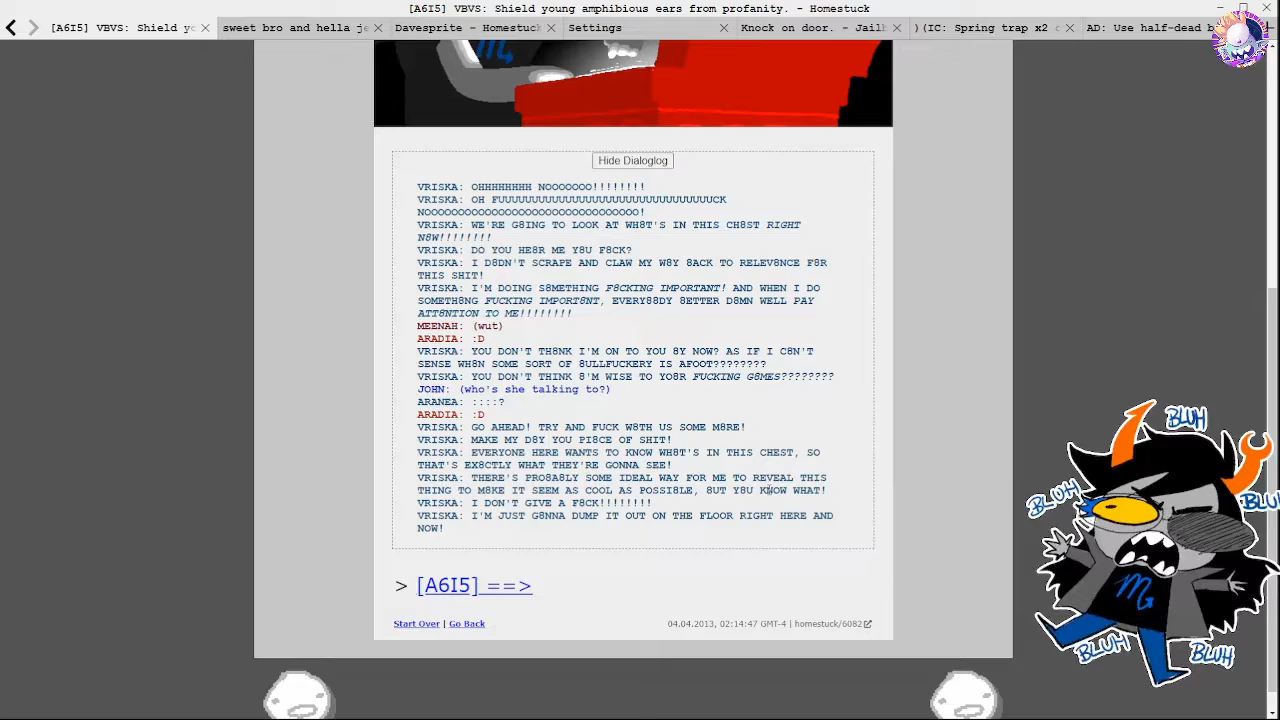 [A6I5] VBVS: Shield young amphibious ears from profanity. - Homestuck
[A6I5] VBVS: Shield yo
sweet bro and hella je
Davesprite - Homestuck
Settings
Knock on door. - Jailb
)(IC: Spring trap x2 c
AD: Use half-dead b
Hide Dialoglog
VRISKA: OHHHHHHHH NOOOOOOO!!!!!!!!
VRISKA: OH FUUUUUUUUUUUUUUUUUUUUUUUUUUUUUUUUCK
NOOOOOOOOOOOOOOOOOOOOOOOOOOOOOOOO!
VRISKA: WE'RE G8ING TO LOOK AT WH8T'S IN THIS CH8ST RIGHT
N8W!!!!!!!!
VRISKA: DO YOU HE8R ME Y8U F8CK?
VRISKA: I D8DN'T SCRAPE AND CLAW MY W8Y 8ACK TO RELEV8NCE F8R
THIS SHIT!
VRISKA: I'M DOING S8METHING F8CKING IMPORTANT! AND WHEN I DO
SOMETH8NG FUCKING IMPORT8NT, EVERY88DY 8ETTER D8MN WELL PAY
ATT8NTION TO ME!!!!!!!!
MEENAH: (wut)
ARADIA: :D
VRISKA: YOU DON'T TH8NK I'M ON TO YOU 8Y NOW? AS IF I C8N'T
SENSE WH8N SOME SORT OF 8ULLFUCKERY IS AFOOT????????
VRISKA: YOU DON'T THINK 8'M WISE TO YO8R FUCKING G8MES????????
JOHN: (who's she talking to?)
ARANEA: ::::?
ARADIA: :D
VRISKA: GO AHEAD! TRY AND FUCK W8TH US SOME M8RE!
VRISKA: MAKE MY D8Y YOU PI8CE OF SHIT!
VRISKA: EVERYONE HERE WANTS TO KNOW WH8T'S IN THIS CHEST, SO
THAT'S EX8CTLY WHAT THEY'RE GONNA SEE!
VRISKA: THERE'S PRO8A8LY SOME IDEAL WAY FOR ME TO REVEAL THIS
THING TO M8KE IT SEEM AS COOL AS POSSI8LE, 8UT Y8U KNOW WHAT!
VRISKA: I DON'T GIVE A F8CK!!!!!!!!
VRISKA: I'M JUST G8NNA DUMP IT OUT ON THE FLOOR RIGHT HERE AND
NOW!
> [A6I5] ==>
Start Over | Go Back
04.04.2013, 02:14:47 GMT-4 | homestuck/6082
BLUH
BLUH
BLUH
BLUH
BLUH